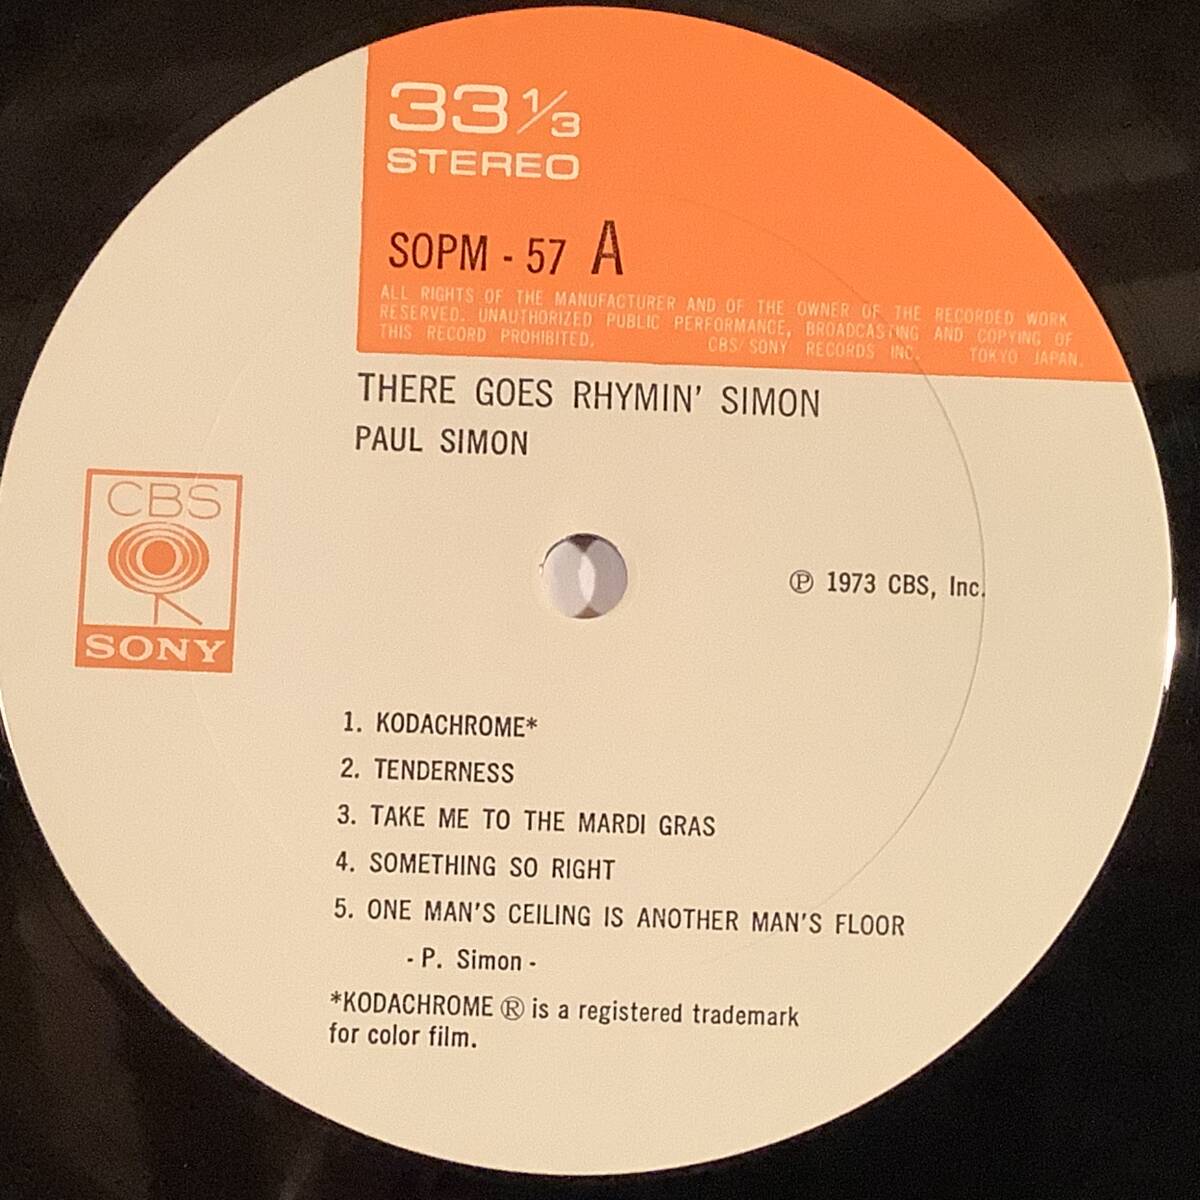 33 1/3
STEREO
SOPM - 57 A
ALL RIGHTS OF THE MANUFACTURER AND OF THE OWNER OF THE RECORDED WORK
RESERVED. UNAUTHORIZED PUBLIC PERFORMANCE, BROADCASTING AND COPYING OF
THIS RECORD PROHIBITED. CBS/SONY RECORDS INC. TOKYO JAPAN.
THERE GOES RHYMIN' SIMON
PAUL SIMON
CBS
SONY
℗ 1973 CBS, Inc.
1. KODACHROME*
2. TENDERNESS
3. TAKE ME TO THE MARDI GRAS
4. SOMETHING SO RIGHT
5. ONE MAN'S CEILING IS ANOTHER MAN'S FLOOR
- P. Simon -
*KODACHROME ® is a registered trademark
for color film.